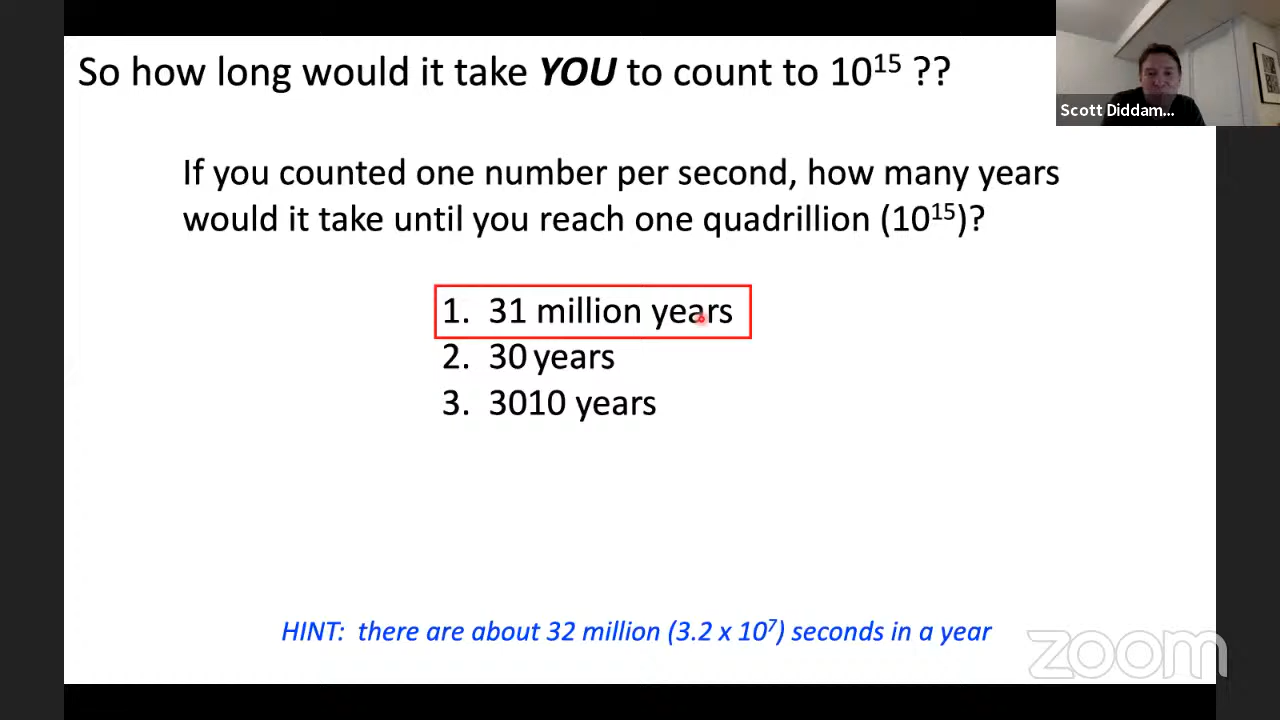 So how long would it take YOU to count to 10¹⁵ ??
Scott Diddam...
If you counted one number per second, how many years
would it take until you reach one quadrillion (10¹⁵)?
1. 31 million years
2. 30 years
3. 3010 years
HINT: there are about 32 million (3.2 x 10⁷) seconds in a year
zoom